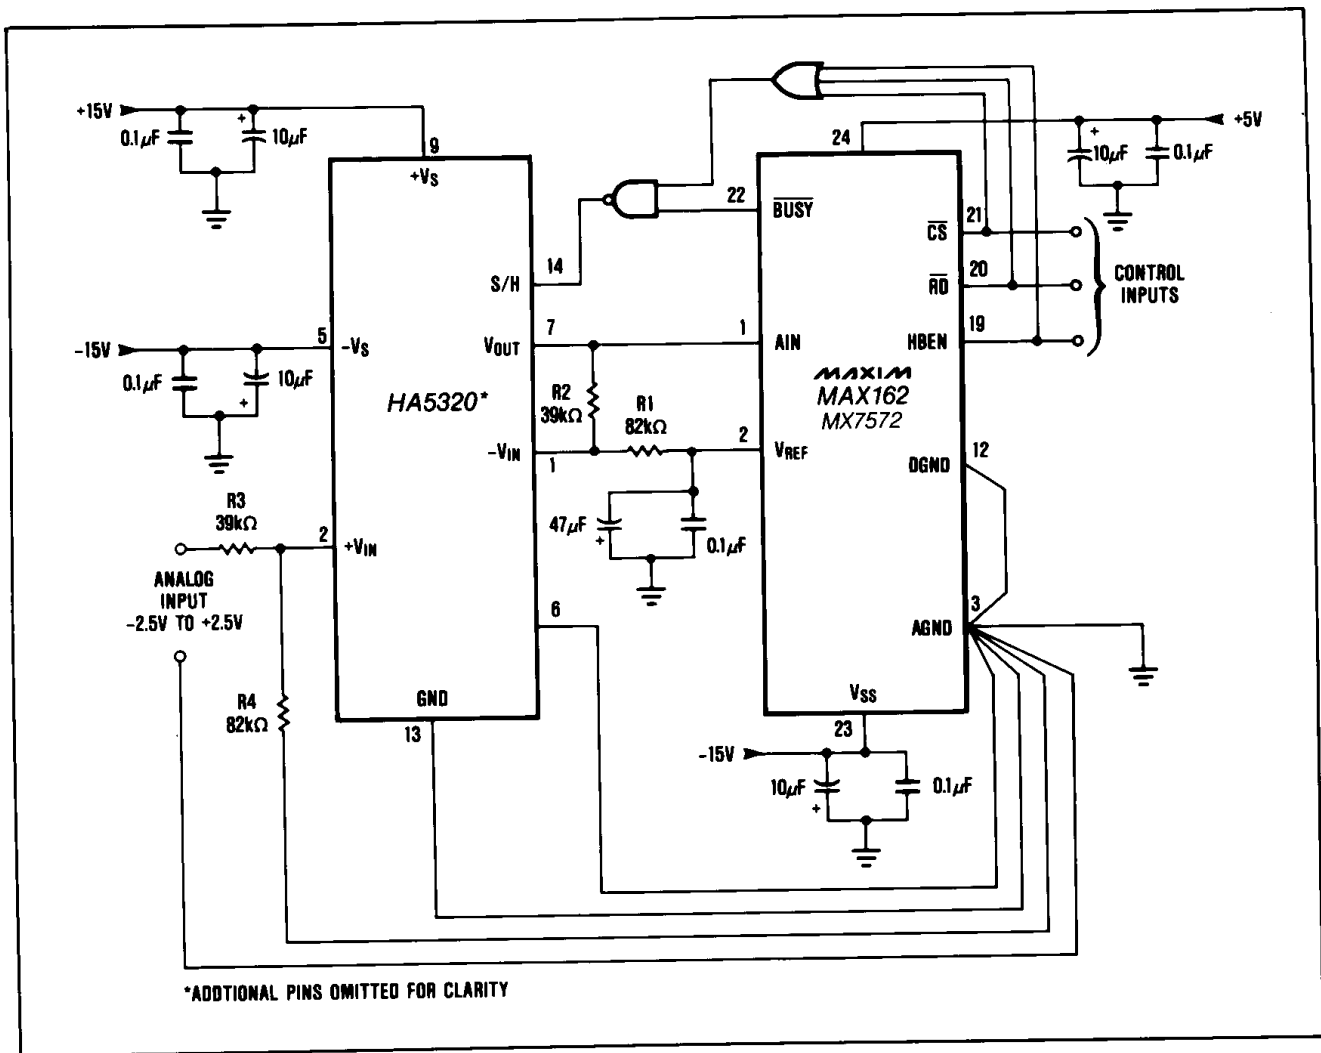 +15V
0.1µF
+
10µF
9
+VS
-15V
0.1µF
10µF
+
5
-VS
HA5320*
S/H
14
VOUT
7
-VIN
1
R3
39kΩ
2
+VIN
ANALOG
INPUT
-2.5V TO +2.5V
R4
82kΩ
GND
13
6
R2
39kΩ
R1
82kΩ
47µF
+
0.1µF
22
BUSY
1
AIN
2
VREF
24
+
10µF
0.1µF
+5V
CS
21
RD
20
HBEN
19
CONTROL
INPUTS
MAXIM
MAX162
MX7572
DGND
12
AGND
3
VSS
23
-15V
10µF
+
0.1µF
*ADDTIONAL PINS OMITTED FOR CLARITY